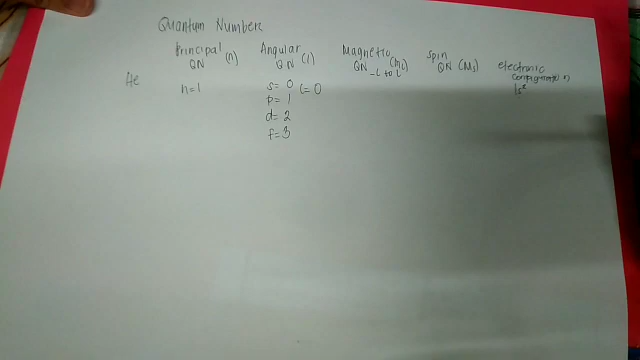 Quantum Numbers
Principal QN (n)
Angular QN (l)
Magnetic QN (ml) -l to l
Spin QN (Ms)
electronic configuration
He
n=1
s=0 l=0
p=1
d=2
f=3
1s²